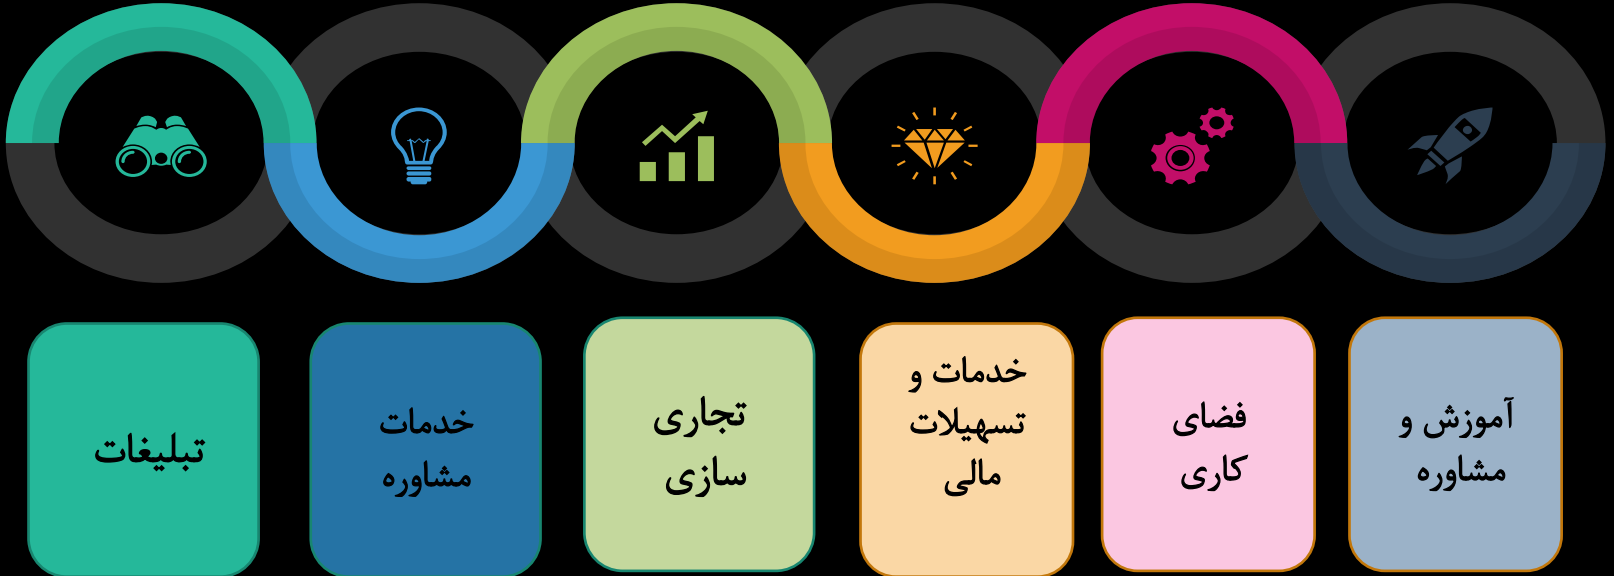 آموزش و
مشاوره
فضای
کاری
خدمات و
تسهیلات
مالی
تجاری
سازی
خدمات
مشاوره
تبلیغات